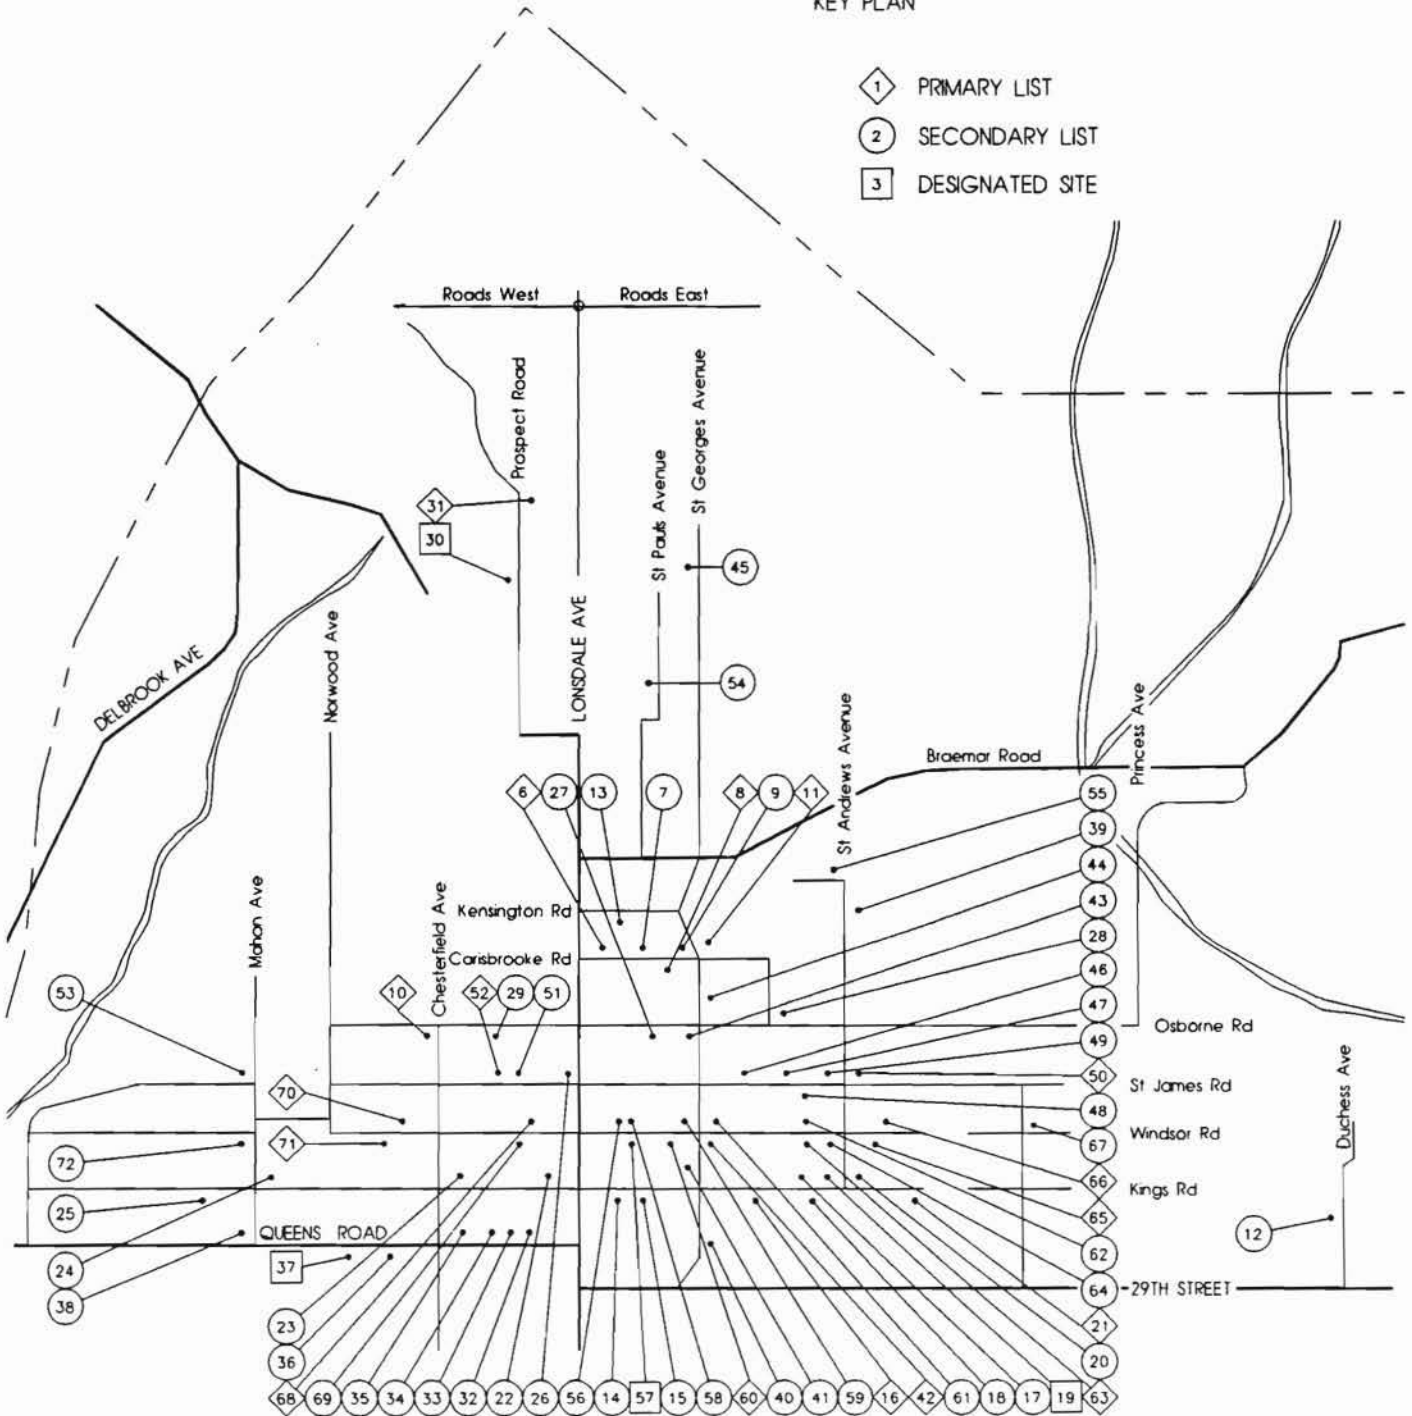 KEY PLAN
1 PRIMARY LIST
2 SECONDARY LIST
3 DESIGNATED SITE
Roads West
Roads East
Prospect Road
St Georges Avenue
St Pauls Avenue
31
30
45
LONSDALE AVE
Norwood Ave
DELBROOK AVE
54
St Andrews Avenue
Princess Ave
Braemar Road
6
27
13
7
8
9
11
55
39
44
43
28
46
47
49
50
48
67
66
65
62
64
21
20
Mahon Ave
Chesterfield Ave
Kensington Rd
Carisbrooke Rd
53
10
52
29
51
Osborne Rd
St James Rd
Duchess Ave
70
71
72
Windsor Rd
25
Kings Rd
QUEENS ROAD
12
24
37
38
29TH STREET
23
36
68
69
35
34
33
32
22
26
56
14
57
15
58
60
40
41
59
16
42
61
18
17
19
63